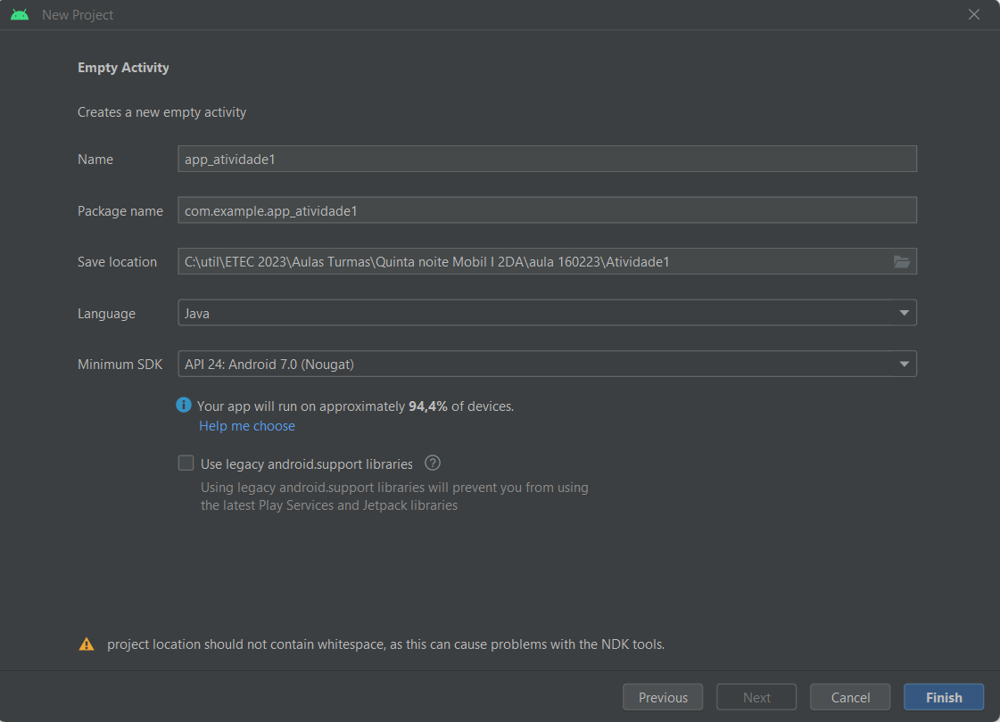 New Project
Empty Activity
Creates a new empty activity
Name app_atividade1
Package name com.example.app_atividade1
Save location C:\util\ETEC 2023\Aulas Turmas\Quinta noite Mobil I 2DA\aula 160223\Atividade1
Language Java
Minimum SDK API 24: Android 7.0 (Nougat)
Your app will run on approximately 94,4% of devices.
Help me choose
Use legacy android.support libraries ?
Using legacy android.support libraries will prevent you from using
the latest Play Services and Jetpack libraries
project location should not contain whitespace, as this can cause problems with the NDK tools.
Previous Next Cancel Finish